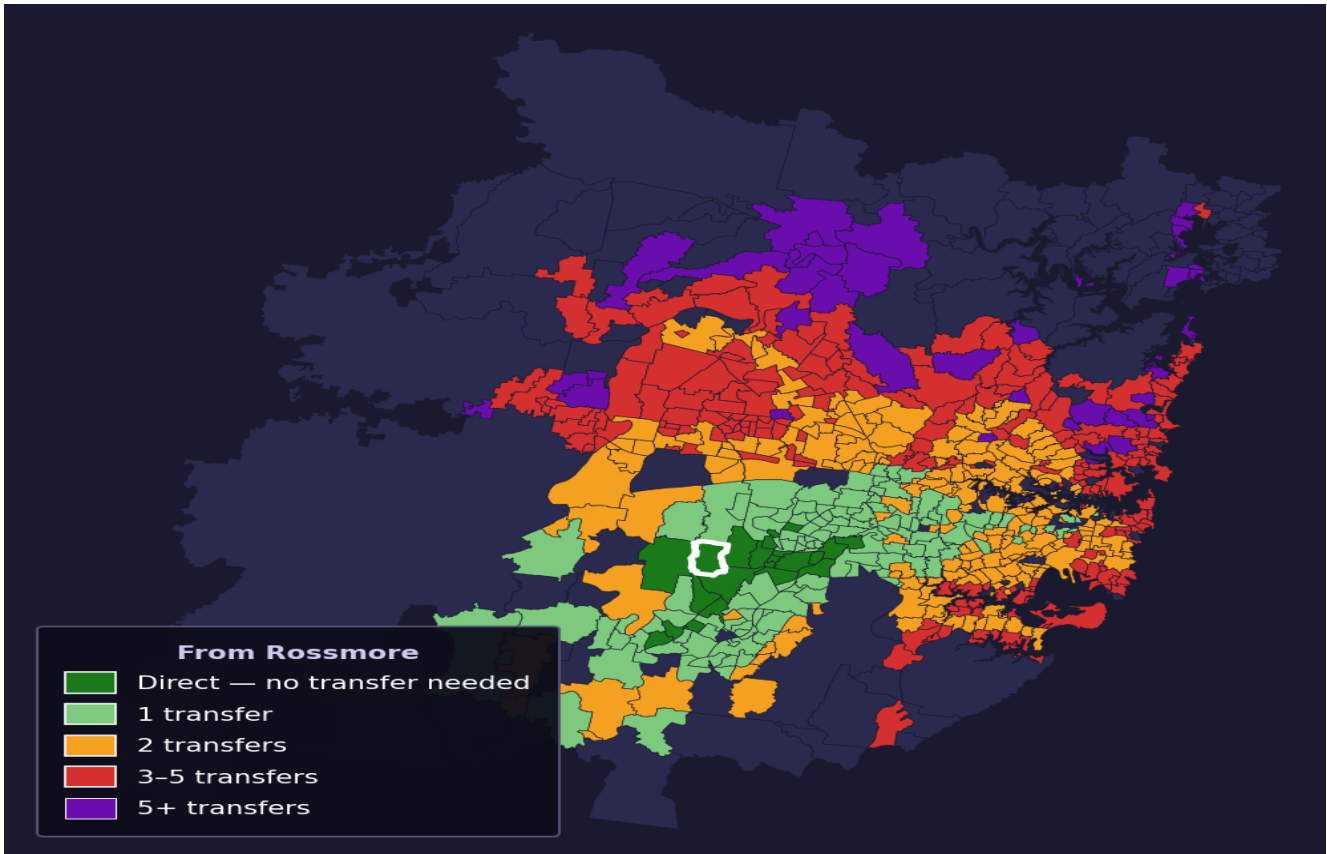 From Rossmore
Direct — no transfer needed
1 transfer
2 transfers
3–5 transfers
5+ transfers